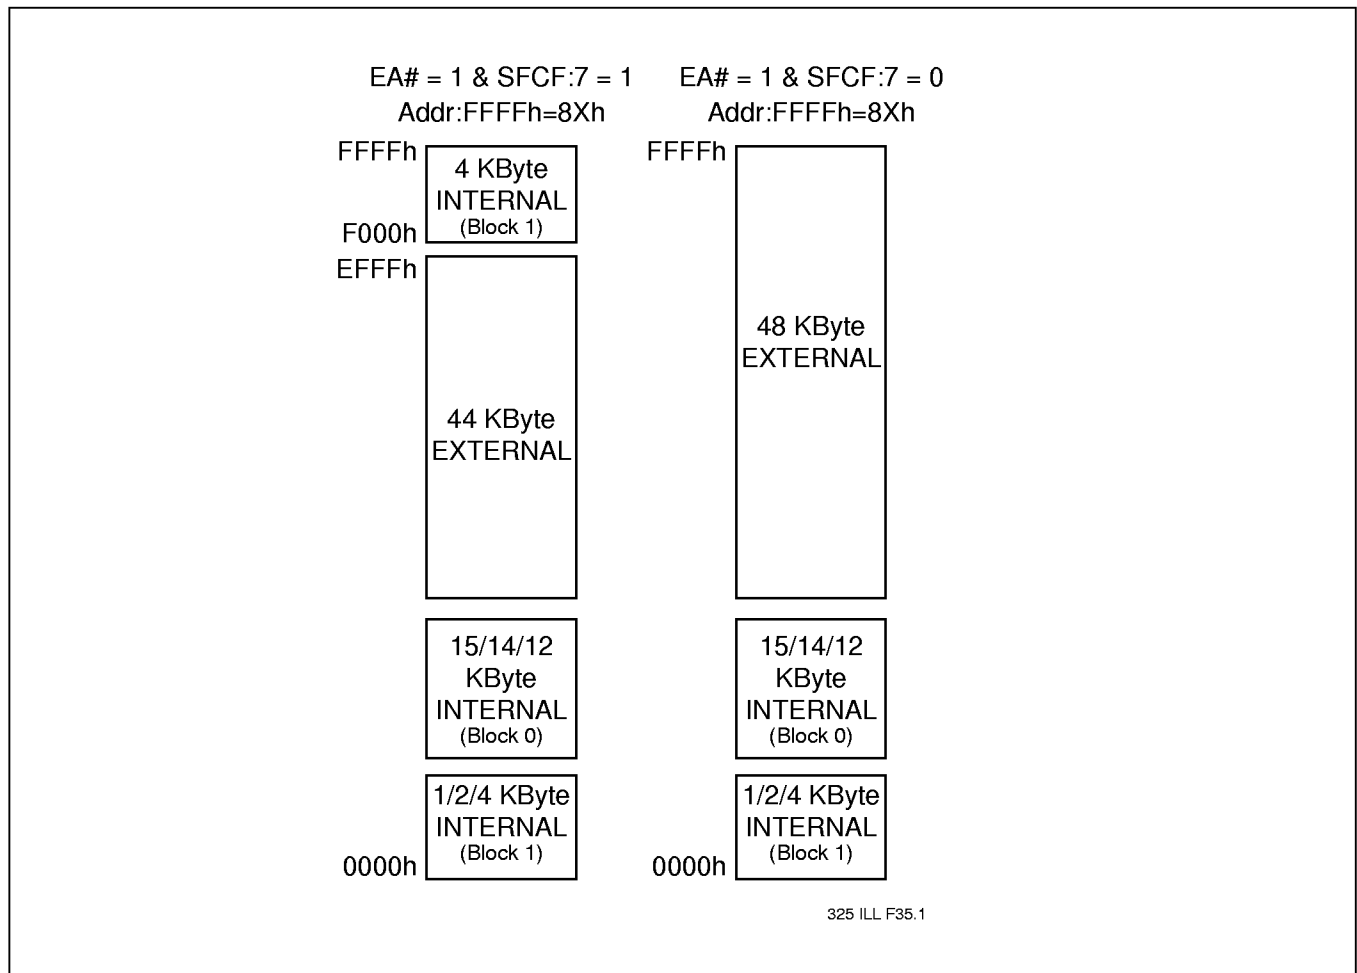 EA# = 1 & SFCF:7 = 1
Addr:FFFFh=8Xh
FFFFh
4 KByte
INTERNAL
(Block 1)
F000h
EFFFh
44 KByte
EXTERNAL
15/14/12
KByte
INTERNAL
(Block 0)
1/2/4 KByte
INTERNAL
(Block 1)
0000h
EA# = 1 & SFCF:7 = 0
Addr:FFFFh=8Xh
FFFFh
48 KByte
EXTERNAL
15/14/12
KByte
INTERNAL
(Block 0)
1/2/4 KByte
INTERNAL
(Block 1)
0000h
325 ILL F35.1